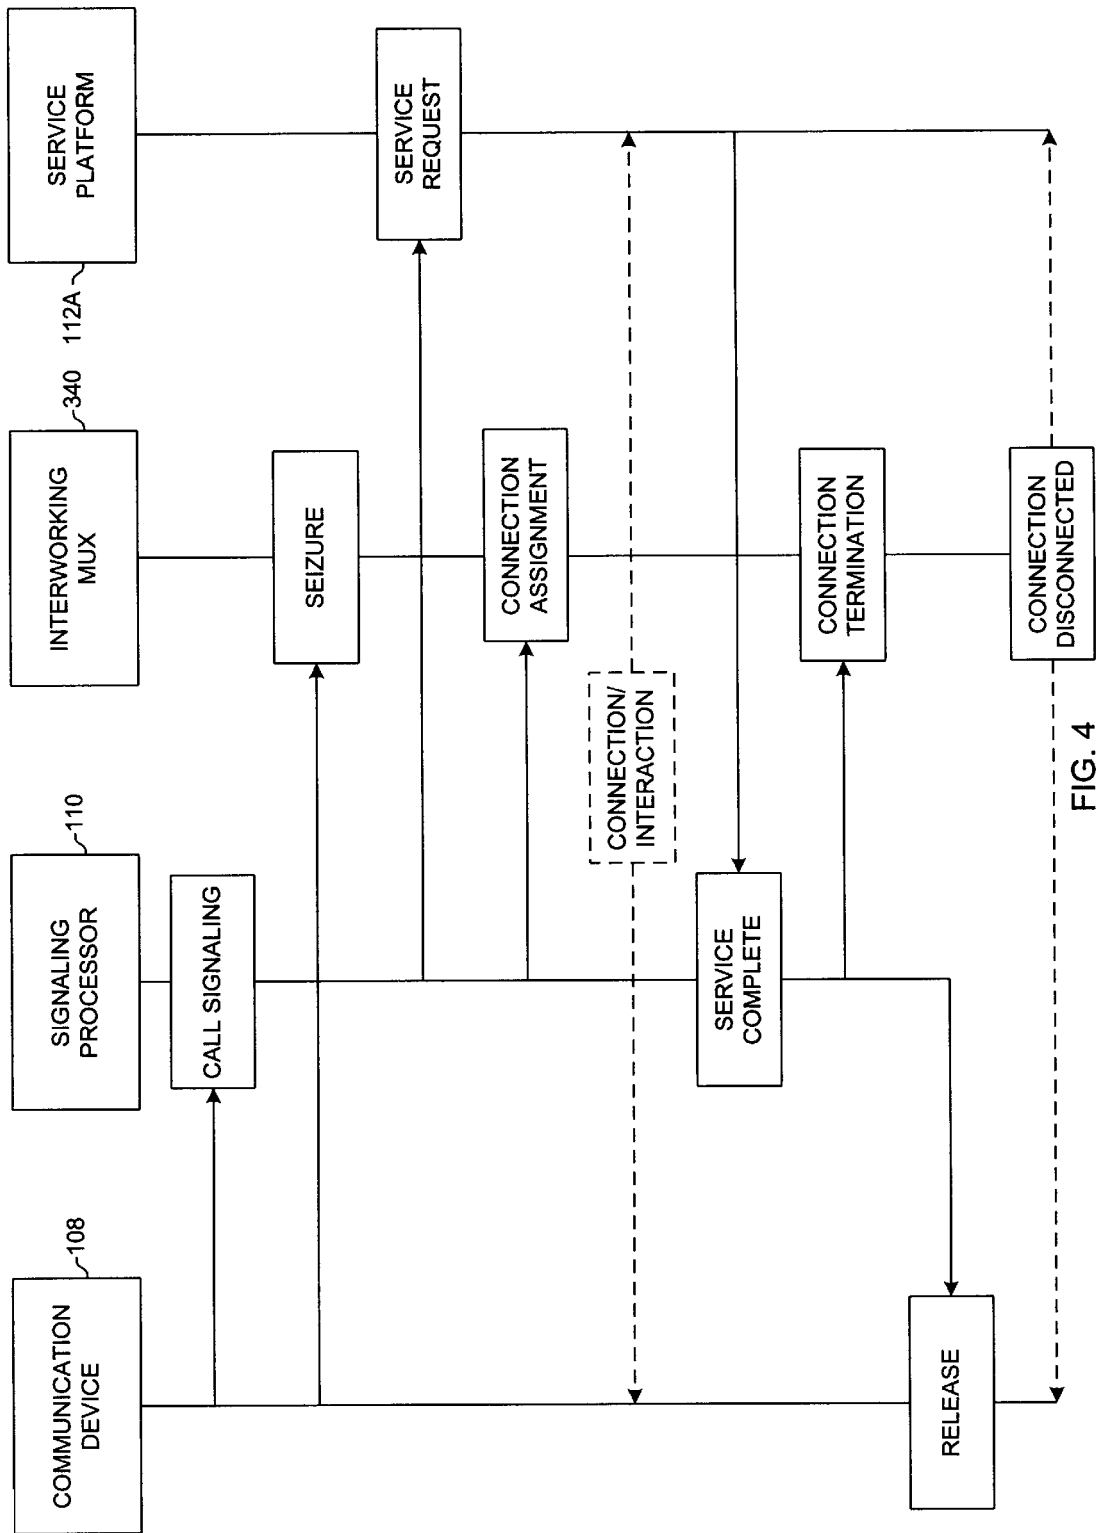 COMMUNICATION
DEVICE
108
SIGNALING
PROCESSOR
110
INTERWORKING
MUX
340
SERVICE
PLATFORM
112A
CALL SIGNALING
SEIZURE
SERVICE
REQUEST
CONNECTION
ASSIGNMENT
CONNECTION/
INTERACTION
SERVICE
COMPLETE
CONNECTION
TERMINATION
RELEASE
CONNECTION
DISCONNECTED
FIG. 4